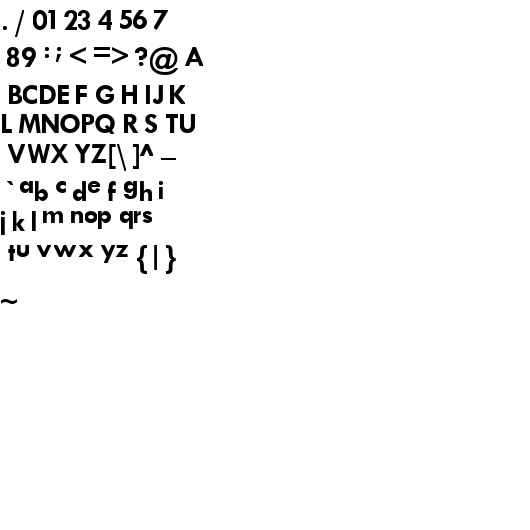 . / 01 23 4 56 7
89 : ; < => ?@ A
BCDE F G H IJ K
L MNOPQ R S TU
VWX YZ[\ ]^ _
`ab c de f gh i
j k l m nop qrs
tu vwx yz {|}
~